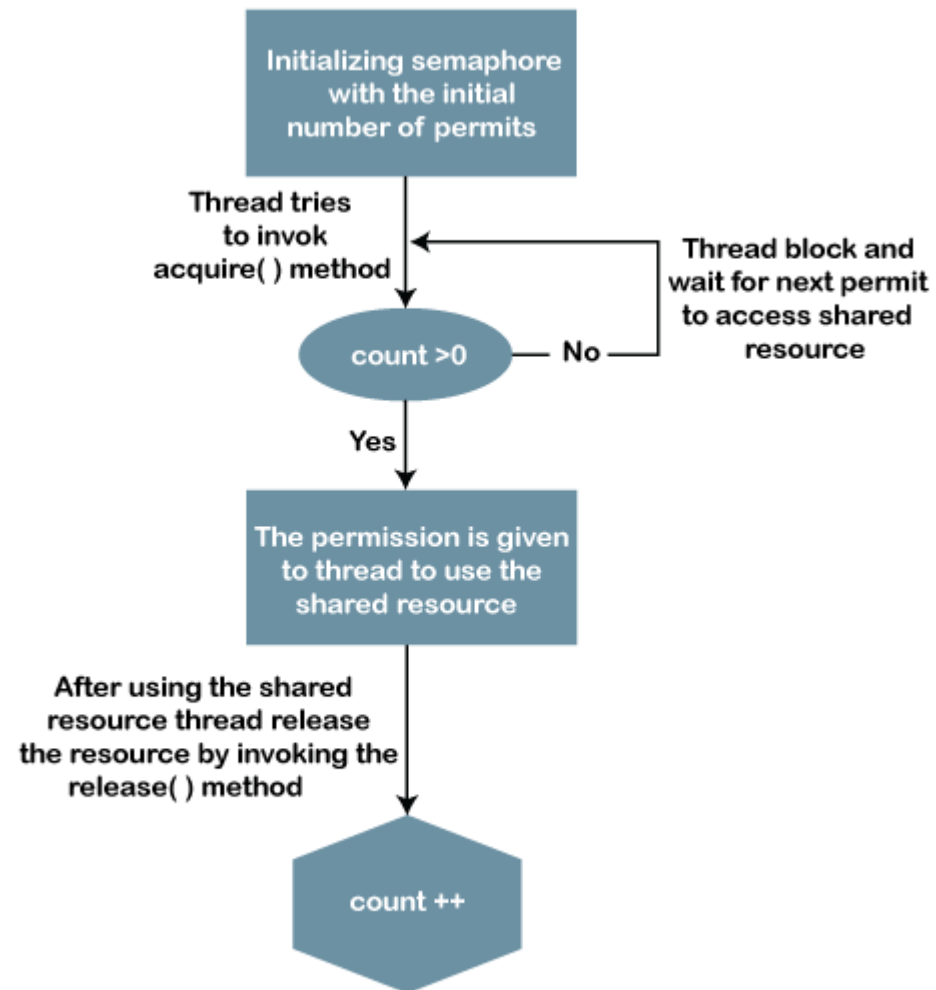 Initializing semaphore
with the initial
number of permits
Thread tries
to invok
acquire( ) method
Thread block and
wait for next permit
to access shared
resource
count >0
No
Yes
The permission is given
to thread to use the
shared resource
After using the shared
resource thread release
the resource by invoking the
release( ) method
count ++